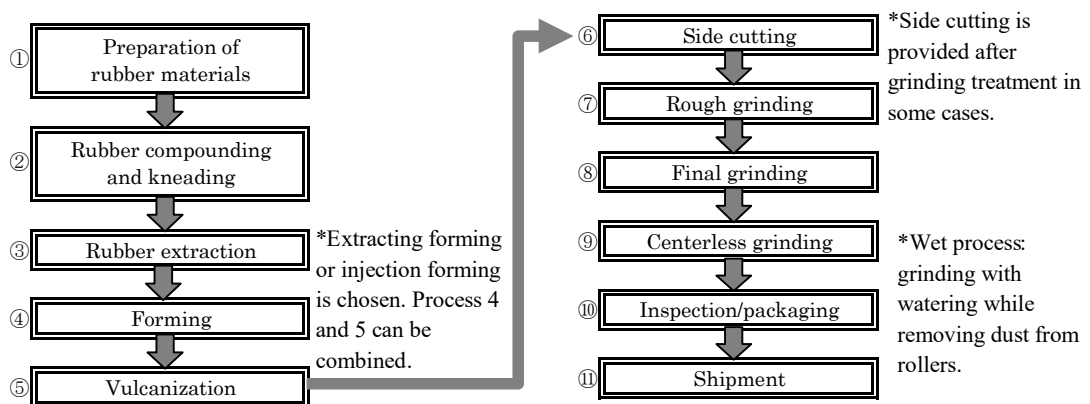 ①
Preparation of
rubber materials
②
Rubber compounding
and kneading
③
Rubber extraction
*Extracting forming
or injection forming
is chosen. Process 4
and 5 can be
combined.
④
Forming
⑤
Vulcanization
⑥
Side cutting
*Side cutting is
provided after
grinding treatment in
some cases.
⑦
Rough grinding
⑧
Final grinding
⑨
Centerless grinding
*Wet process:
grinding with
watering while
removing dust from
rollers.
⑩
Inspection/packaging
⑪
Shipment